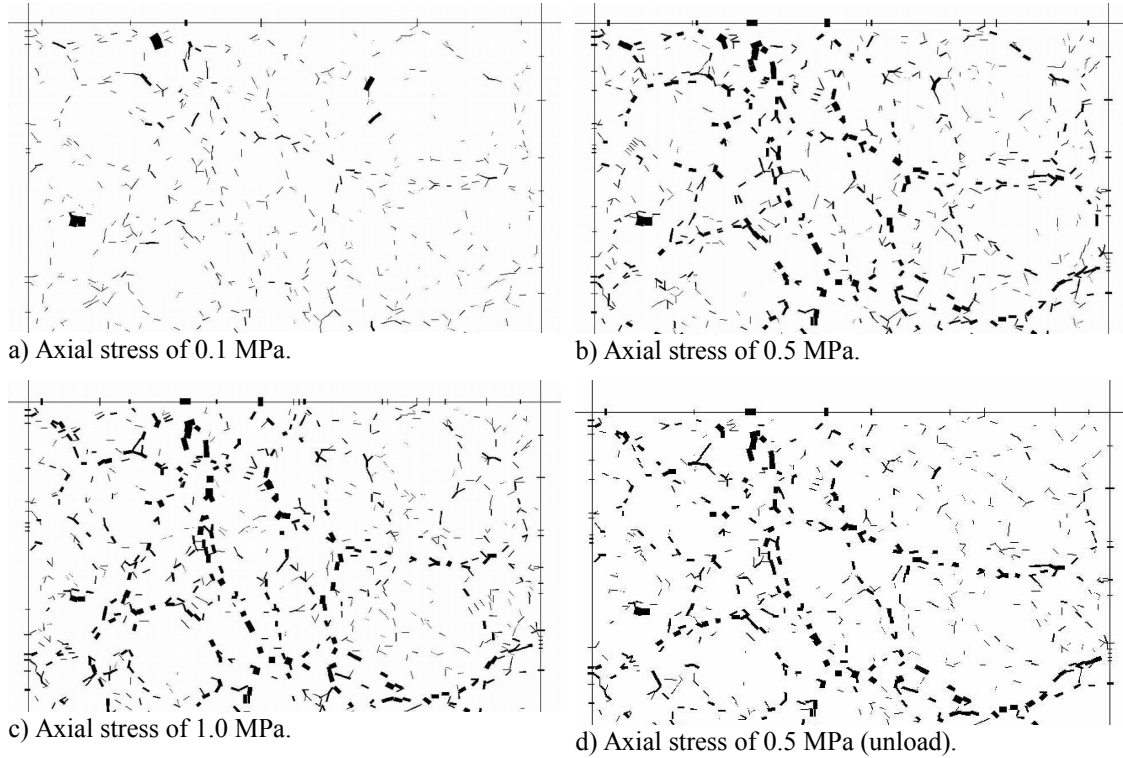 a) Axial stress of 0.1 MPa.
b) Axial stress of 0.5 MPa.
c) Axial stress of 1.0 MPa.
d) Axial stress of 0.5 MPa (unload).